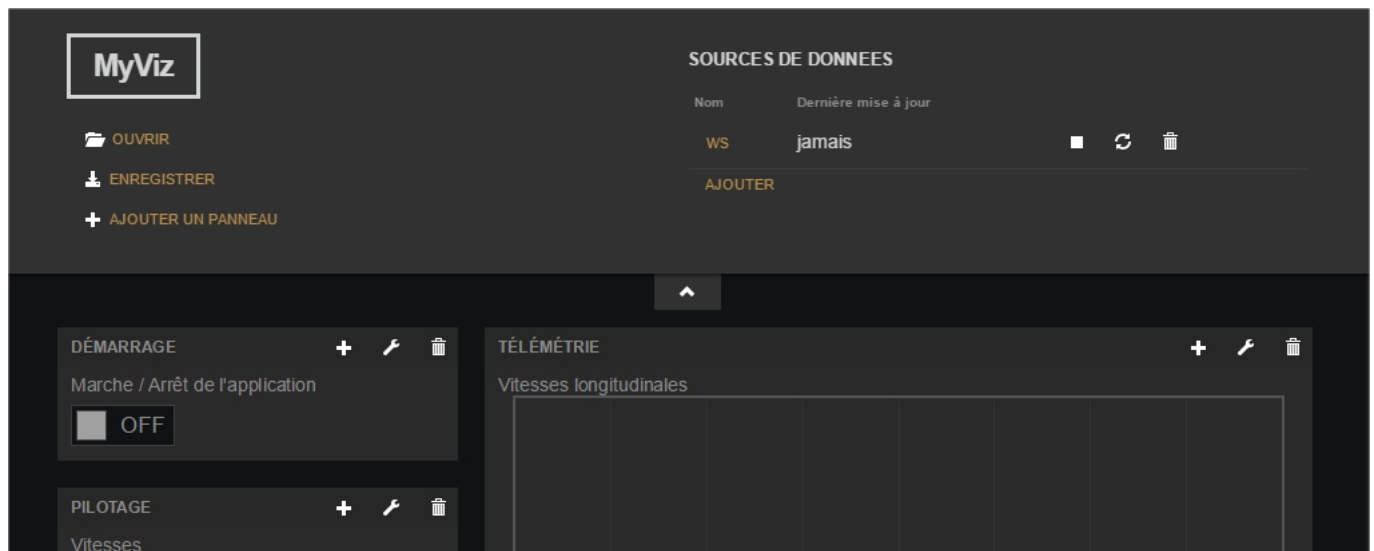 MyViz
OUVRIR
ENREGISTRER
AJOUTER UN PANNEAU
SOURCES DE DONNEES
Nom Dernière mise à jour
WS jamais
AJOUTER
DÉMARRAGE
Marche / Arrêt de l'application
OFF
PILOTAGE
Vitesses
TÉLÉMÉTRIE
Vitesses longitudinales